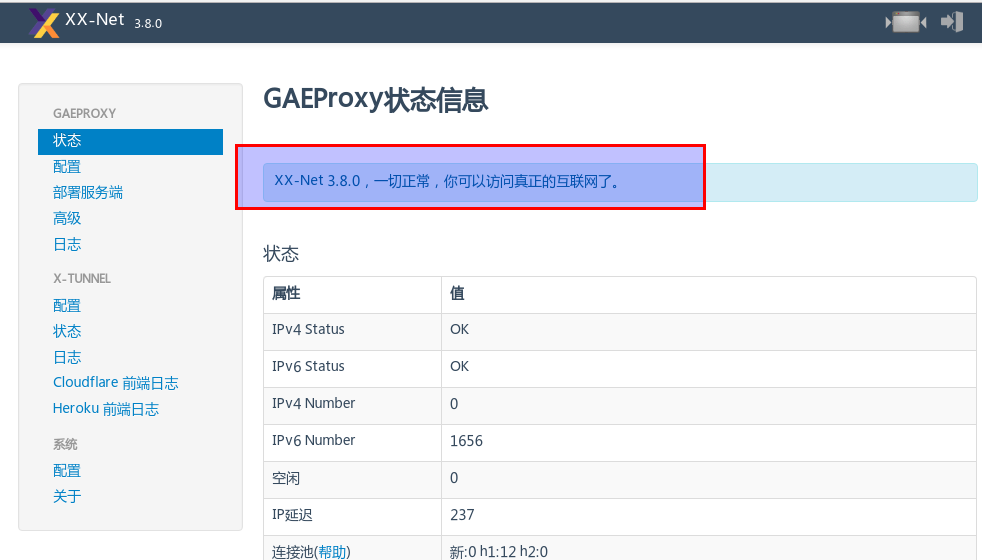 XX-Net 3.8.0
GAEPROXY
状态
配置
部署服务端
高级
日志
X-TUNNEL
配置
状态
日志
Cloudflare 前端日志
Heroku 前端日志
系统
配置
关于
GAEProxy状态信息
XX-Net 3.8.0，一切正常，你可以访问真正的互联网了。
状态
属性 值
IPv4 Status OK
IPv6 Status OK
IPv4 Number 0
IPv6 Number 1656
空闲 0
IP延迟 237
连接池(帮助) 新:0 h1:12 h2:0